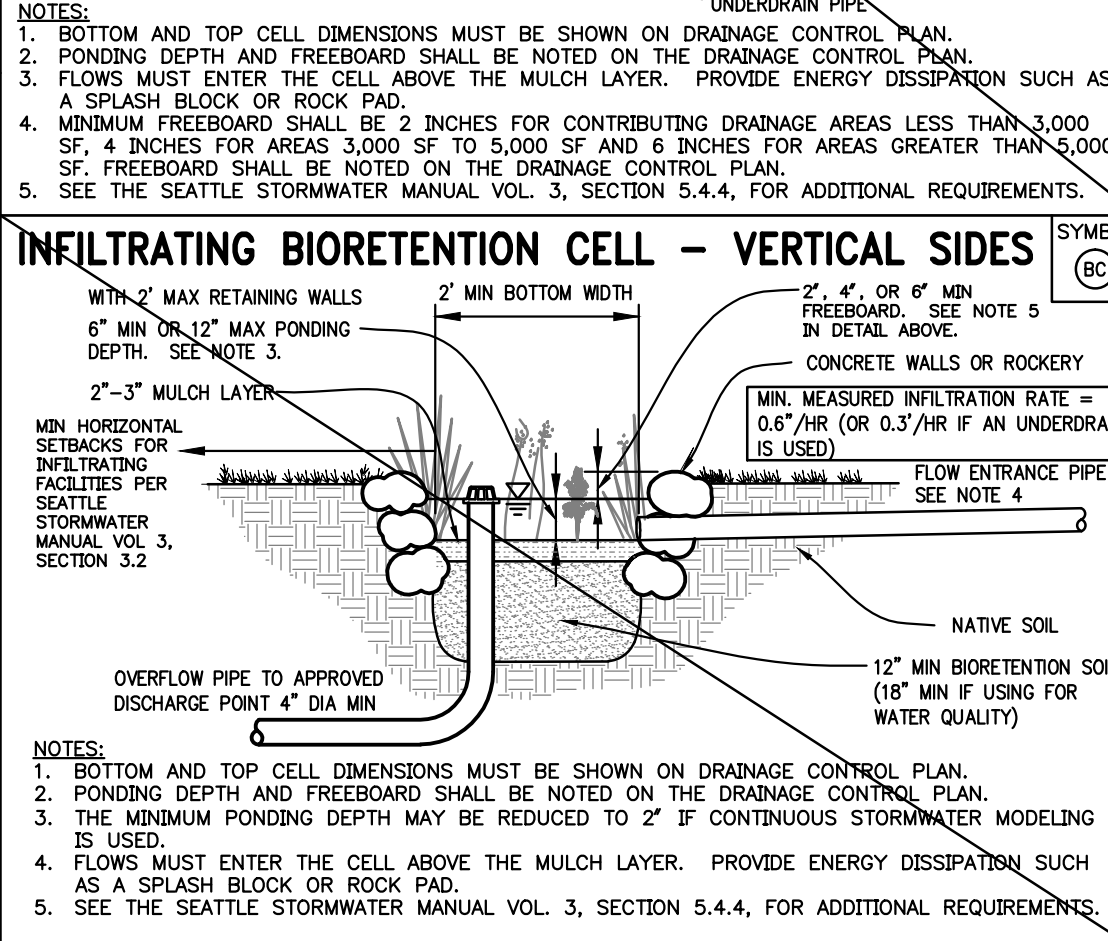 UNDERDRAIN PIPE
NOTES:
1. BOTTOM AND TOP CELL DIMENSIONS MUST BE SHOWN ON DRAINAGE CONTROL PLAN.
2. PONDING DEPTH AND FREEBOARD SHALL BE NOTED ON THE DRAINAGE CONTROL PLAN.
3. FLOWS MUST ENTER THE CELL ABOVE THE MULCH LAYER. PROVIDE ENERGY DISSIPATION SUCH AS
A SPLASH BLOCK OR ROCK PAD.
4. MINIMUM FREEBOARD SHALL BE 2 INCHES FOR CONTRIBUTING DRAINAGE AREAS LESS THAN 3,000
SF, 4 INCHES FOR AREAS 3,000 SF TO 5,000 SF AND 6 INCHES FOR AREAS GREATER THAN 5,000
SF. FREEBOARD SHALL BE NOTED ON THE DRAINAGE CONTROL PLAN.
5. SEE THE SEATTLE STORMWATER MANUAL VOL. 3, SECTION 5.4.4, FOR ADDITIONAL REQUIREMENTS.
INFILTRATING BIORETENTION CELL – VERTICAL SIDES
BC
WITH 2' MAX RETAINING WALLS
2' MIN BOTTOM WIDTH
2", 4", OR 6" MIN
FREEBOARD. SEE NOTE 5
IN DETAIL ABOVE.
6" MIN OR 12" MAX PONDING
DEPTH. SEE NOTE 3.
CONCRETE WALLS OR ROCKERY
2"–3" MULCH LAYER
MIN. MEASURED INFILTRATION RATE =
0.6"/HR (OR 0.3'/HR IF AN
IS USED)
MIN HORIZONTAL
SETBACKS FOR
INFILTRATING
FACILITIES PER
SEATTLE
STORMWATER
MANUAL VOL 3,
SECTION 3.2
FLOW ENTRANCE PIPE
SEE NOTE 4
NATIVE SOIL
12" MIN BIORETENTION SOIL
(18" MIN IF USING FOR
WATER QUALITY)
OVERFLOW PIPE TO APPROVED
DISCHARGE POINT 4" DIA MIN
NOTES:
1. BOTTOM AND TOP CELL DIMENSIONS MUST BE SHOWN ON DRAINAGE CONTROL PLAN.
2. PONDING DEPTH AND FREEBOARD SHALL BE NOTED ON THE DRAINAGE CONTROL PLAN.
3. THE MINIMUM PONDING DEPTH MAY BE REDUCED TO 2" IF CONTINUOUS STORMWATER MODELING
IS USED.
4. FLOWS MUST ENTER THE CELL ABOVE THE MULCH LAYER. PROVIDE ENERGY DISSIPATION SUCH
AS A SPLASH BLOCK OR ROCK PAD.
5. SEE THE SEATTLE STORMWATER MANUAL VOL. 3, SECTION 5.4.4, FOR ADDITIONAL REQUIREMENTS.